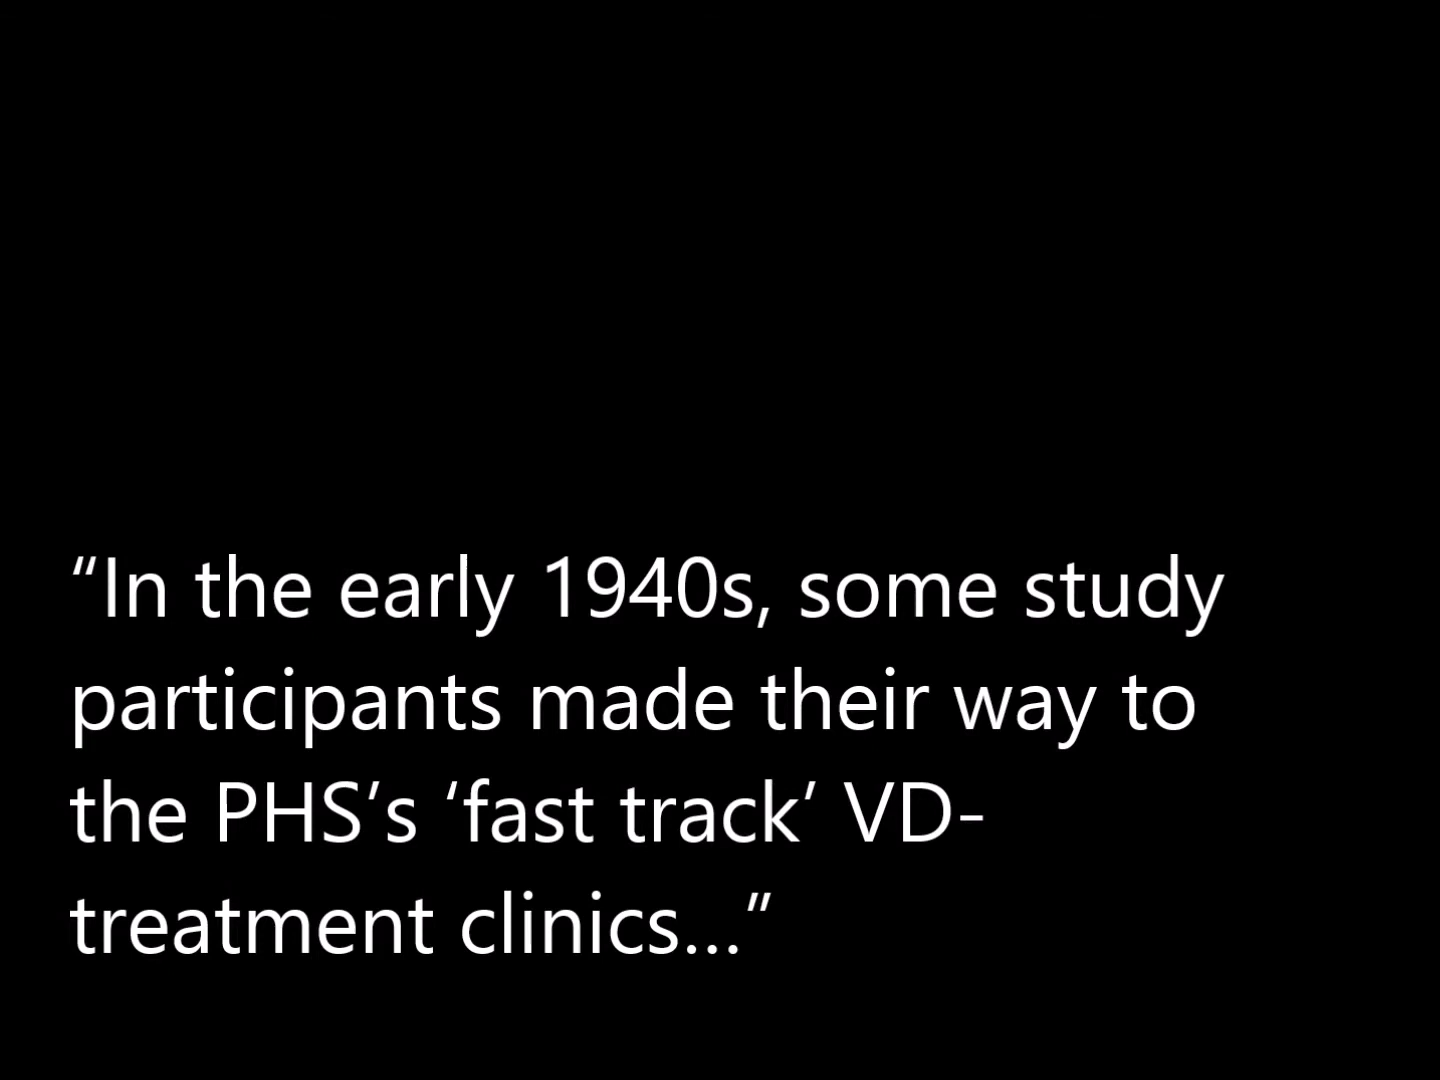 “In the early 1940s, some study
participants made their way to
the PHS’s ‘fast track’ VD-
treatment clinics…”